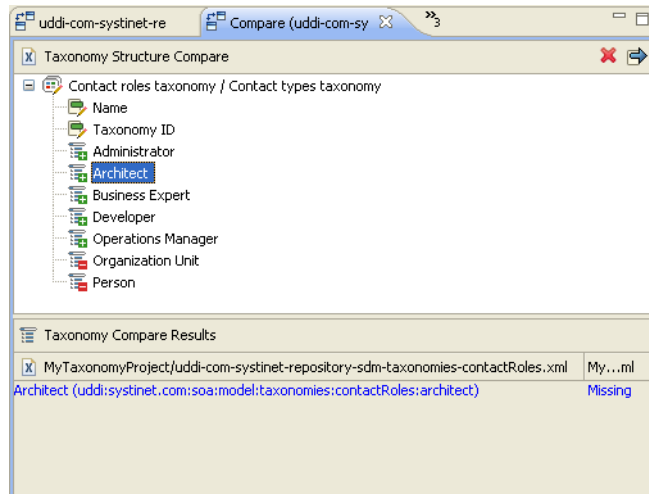 uddi-com-systinet-re Compare (uddi-com-sy »3
Taxonomy Structure Compare
Contact roles taxonomy / Contact types taxonomy
Name
Taxonomy ID
Administrator
Architect
Business Expert
Developer
Operations Manager
Organization Unit
Person
Taxonomy Compare Results
MyTaxonomyProject/uddi-com-systinet-repository-sdm-taxonomies-contactRoles.xml My...ml
Architect (uddi:systinet.com:soa:model:taxonomies:contactRoles:architect) Missing